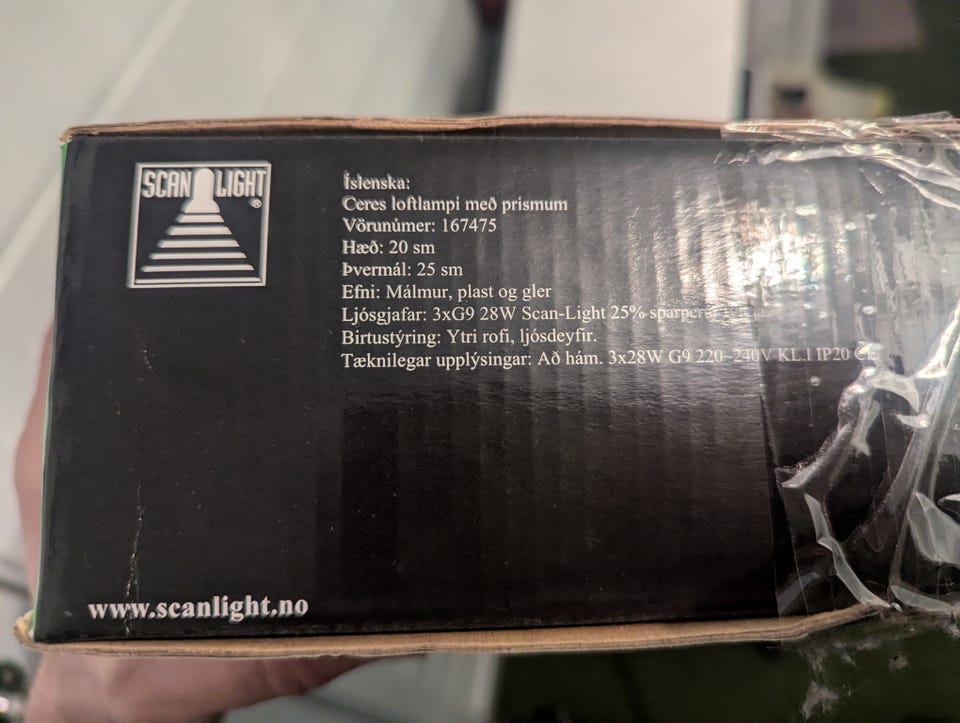 SCAN LIGHT
®
Íslenska:
Ceres loftlampi með prismum
Vörunúmer: 167475
Hæð: 20 sm
Þvermál: 25 sm
Efni: Málmur, plast og gler
Ljósgjafar: 3xG9 28W Scan-Light 25%
Birtustýring: Ytri rofi, ljósdeyfir.
Tæknilegar upplýsingar: Að hám. 3x28W G9 220-240V KL.I IP20 CE
www.scanlight.no